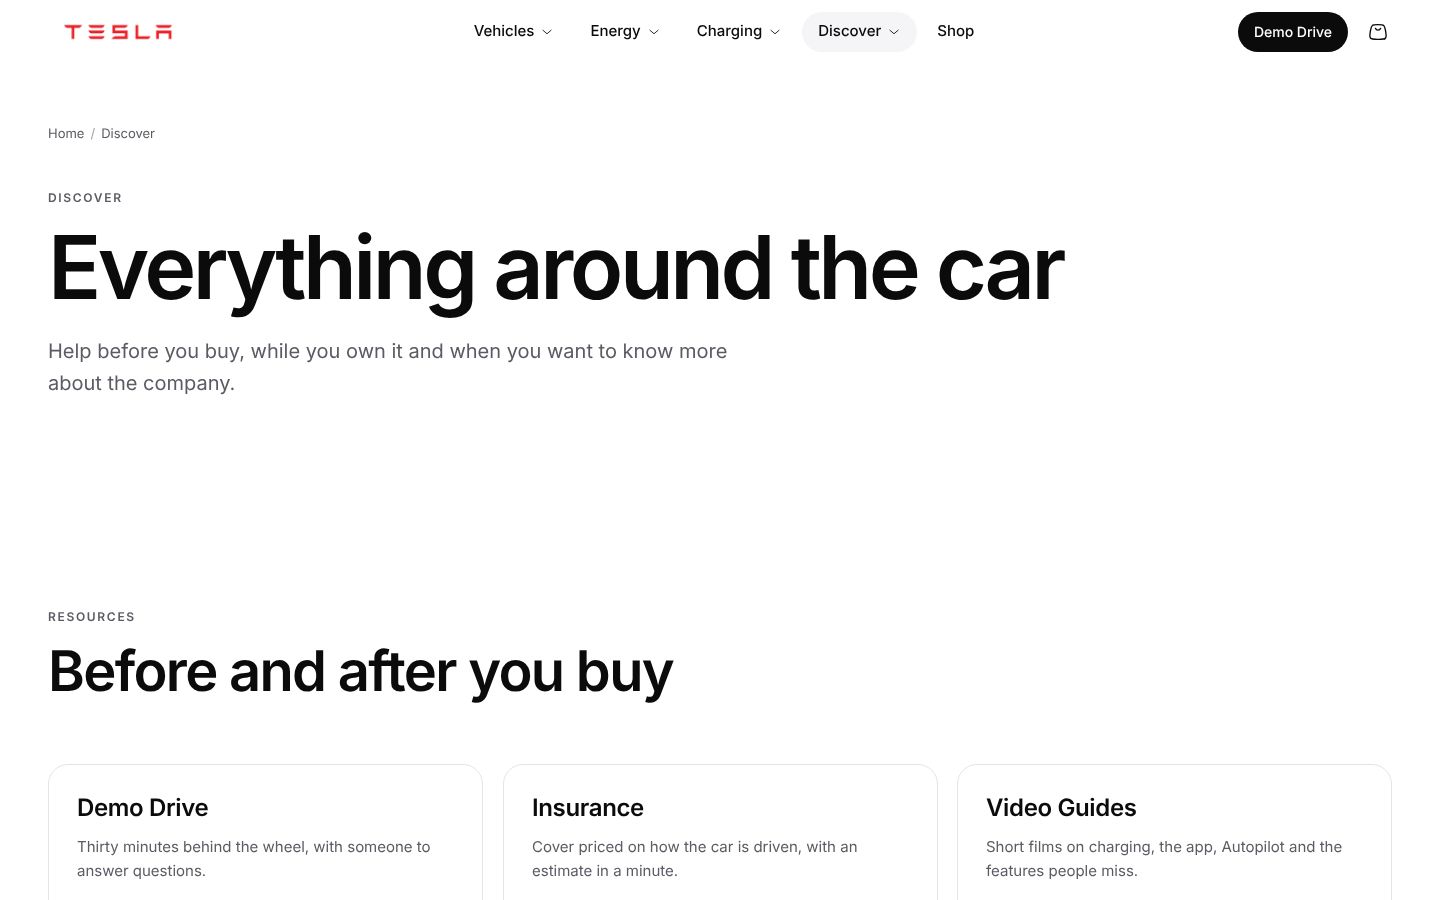 TESLA
Vehicles
Energy
Charging
Discover
Shop
Demo Drive
Home / Discover
DISCOVER
Everything around the car
Help before you buy, while you own it and when you want to know more
about the company.
RESOURCES
Before and after you buy
Demo Drive
Thirty minutes behind the wheel, with someone to
answer questions.
Insurance
Cover priced on how the car is driven, with an
estimate in a minute.
Video Guides
Short films on charging, the app, Autopilot and the
features people miss.